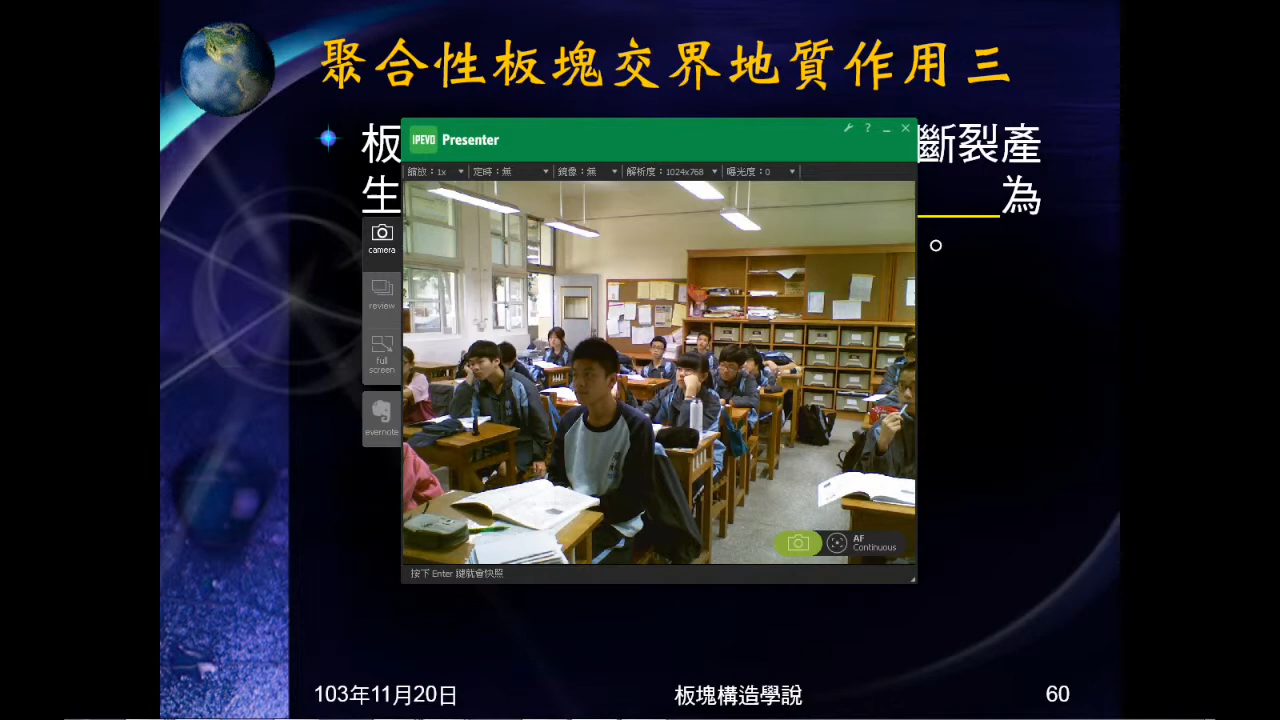 聚合性板塊交界地質作用三
板 斷裂產
生 為
。
IPEVO Presenter
縮放：1x 定時：無 鏡像：無 解析度：1024x768 曝光度：0
camera
review
full
screen
evernote
AF
Continuous
按下 Enter 鍵就會快照
103年11月20日 板塊構造學說 60